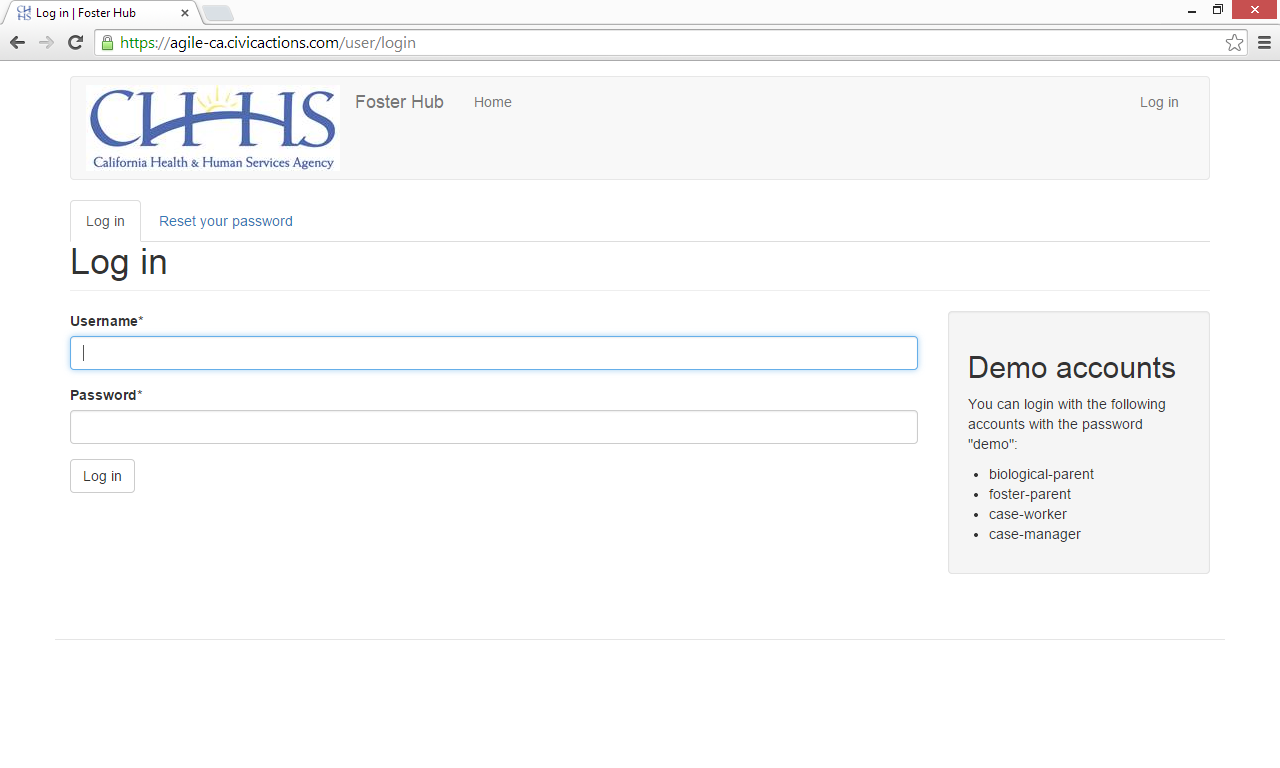 Log in | Foster Hub
https://agile-ca.civicactions.com/user/login
CHHS
California Health & Human Services Agency
Foster Hub
Home
Log in
Log in
Reset your password
Log in
Username*
Password*
Log in
Demo accounts
You can login with the following
accounts with the password
"demo":
biological-parent
foster-parent
case-worker
case-manager